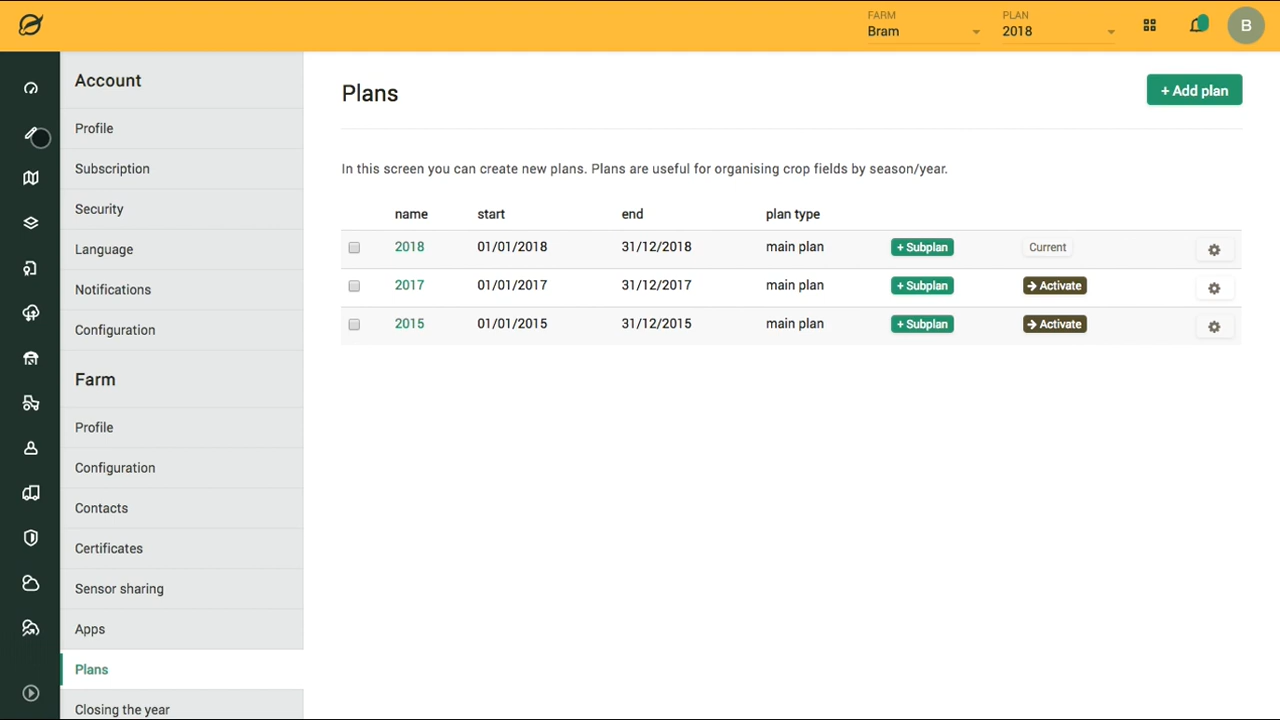 FARM
Bram
PLAN
2018
B
Account
Profile
Subscription
Security
Language
Notifications
Configuration
Farm
Profile
Configuration
Contacts
Certificates
Sensor sharing
Apps
Plans
Closing the year
Plans
+ Add plan
In this screen you can create new plans. Plans are useful for organising crop fields by season/year.
name start end plan type
2018 01/01/2018 31/12/2018 main plan + Subplan Current
2017 01/01/2017 31/12/2017 main plan + Subplan → Activate
2015 01/01/2015 31/12/2015 main plan + Subplan → Activate